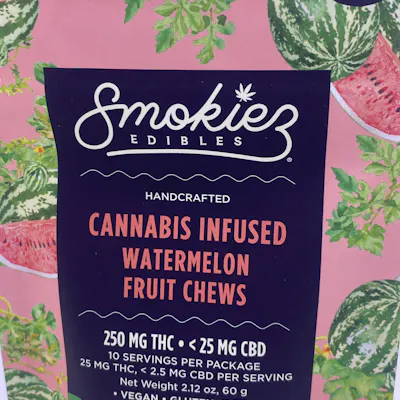 Smokiez
EDIBLES®
HANDCRAFTED
CANNABIS INFUSED
WATERMELON
FRUIT CHEWS
250 MG THC • < 25 MG CBD
10 SERVINGS PER PACKAGE
25 MG THC, < 2.5 MG CBD PER SERVING
Net Weight 2.12 oz, 60 g
• VEGAN •